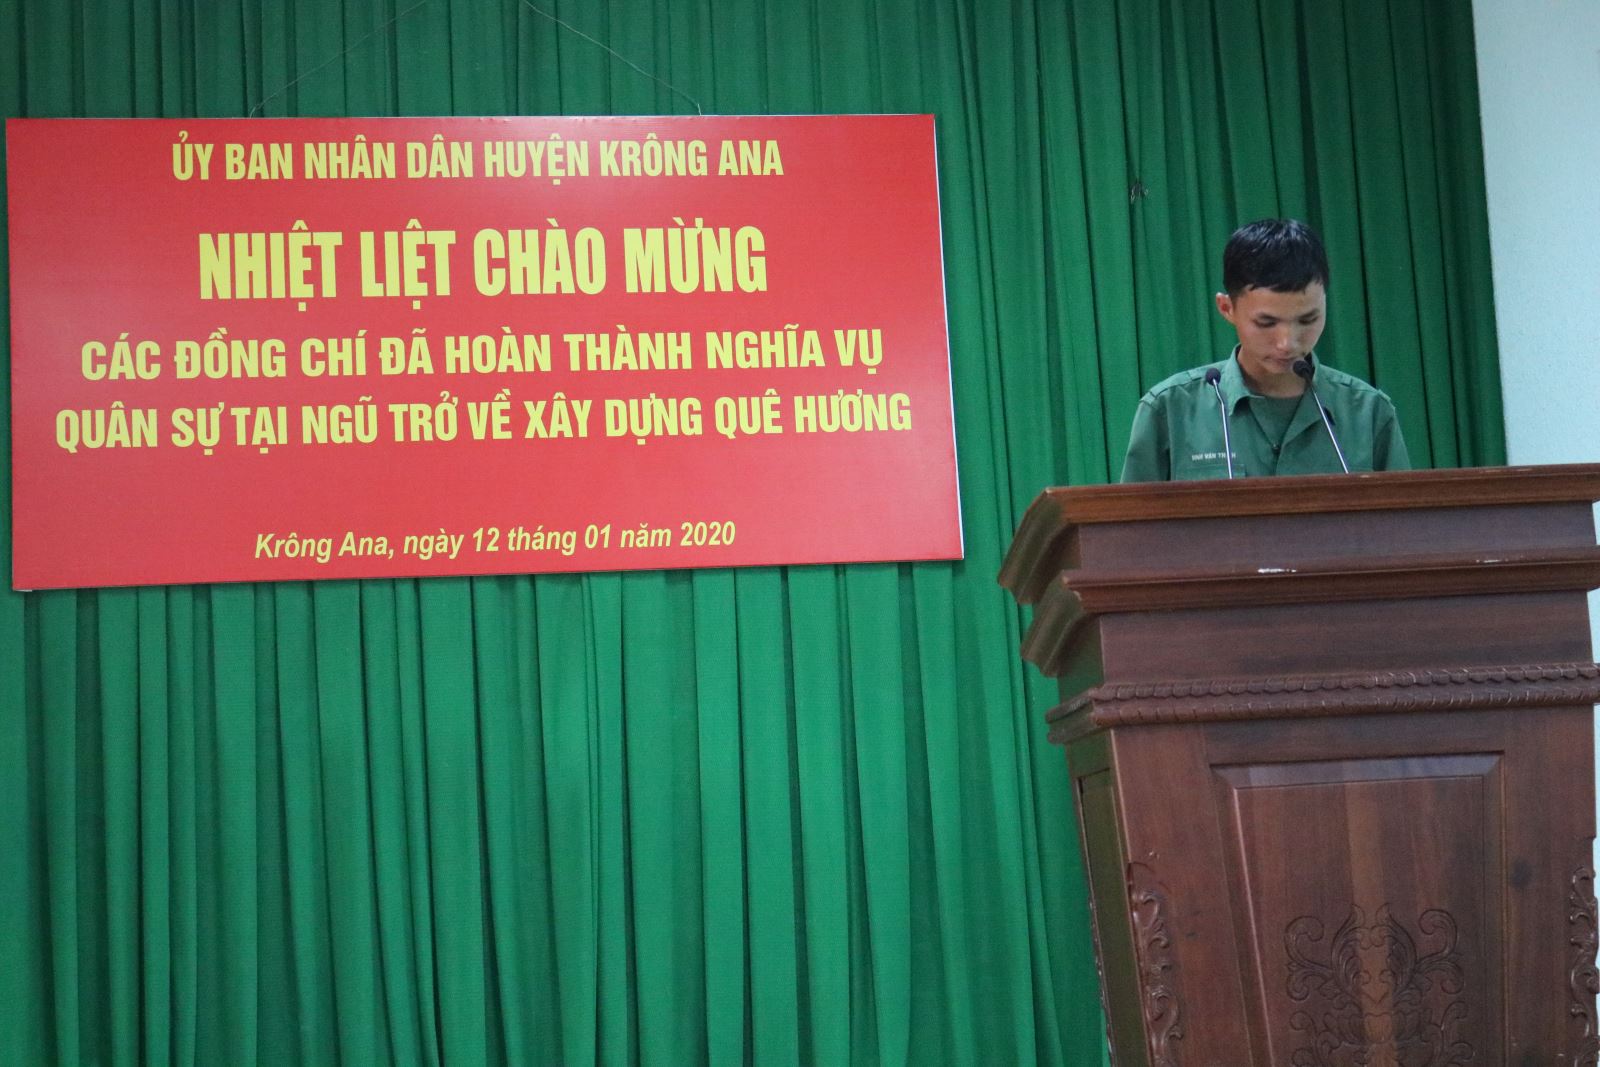 ỦY BAN NHÂN DÂN HUYỆN KRÔNG ANA
NHIỆT LIỆT CHÀO MỪNG
CÁC ĐỒNG CHÍ ĐÃ HOÀN THÀNH NGHĨA VỤ
QUÂN SỰ TẠI NGŨ TRỞ VỀ XÂY DỰNG QUÊ HƯƠNG
Krông Ana, ngày 12 tháng 01 năm 2020